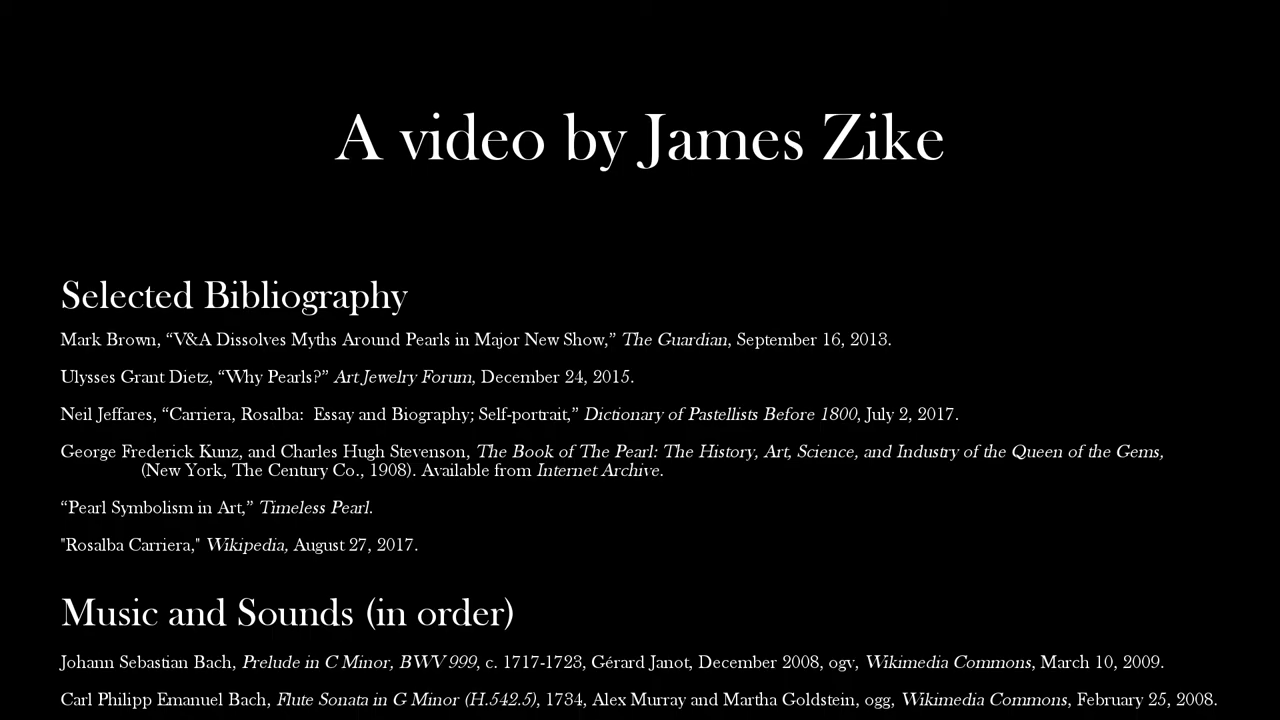 A video by James Zike
Selected Bibliography
Mark Brown, “V&A Dissolves Myths Around Pearls in Major New Show,” The Guardian, September 16, 2013.
Ulysses Grant Dietz, “Why Pearls?” Art Jewelry Forum, December 24, 2015.
Neil Jeffares, “Carriera, Rosalba:  Essay and Biography; Self-portrait,” Dictionary of Pastellists Before 1800, July 2, 2017.
George Frederick Kunz, and Charles Hugh Stevenson, The Book of The Pearl: The History, Art, Science, and Industry of the Queen of the Gems,
(New York, The Century Co., 1908). Available from Internet Archive.
“Pearl Symbolism in Art,” Timeless Pearl.
"Rosalba Carriera," Wikipedia, August 27, 2017.
Music and Sounds (in order)
Johann Sebastian Bach, Prelude in C Minor, BWV 999, c. 1717-1723, Gérard Janot, December 2008, ogv, Wikimedia Commons, March 10, 2009.
Carl Philipp Emanuel Bach, Flute Sonata in G Minor (H.542.5), 1734, Alex Murray and Martha Goldstein, ogg, Wikimedia Commons, February 25, 2008.